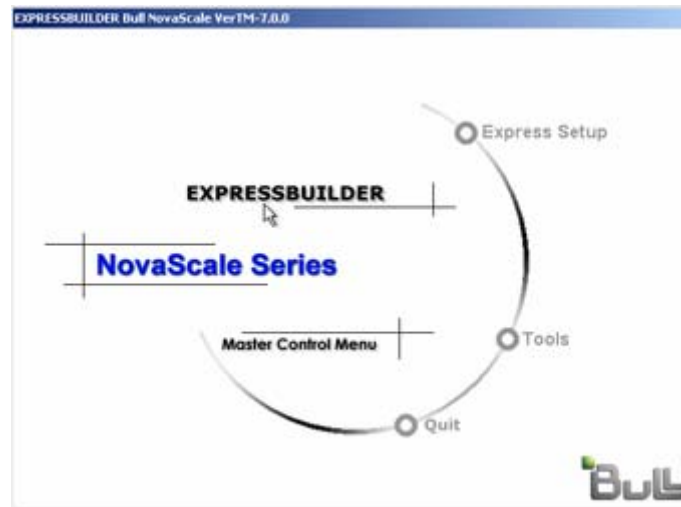 EXPRESSBUILDER Bull NovaScale VerTM-7.0.0
Express Setup
EXPRESSBUILDER
NovaScale Series
Master Control Menu
Tools
Quit
Bull